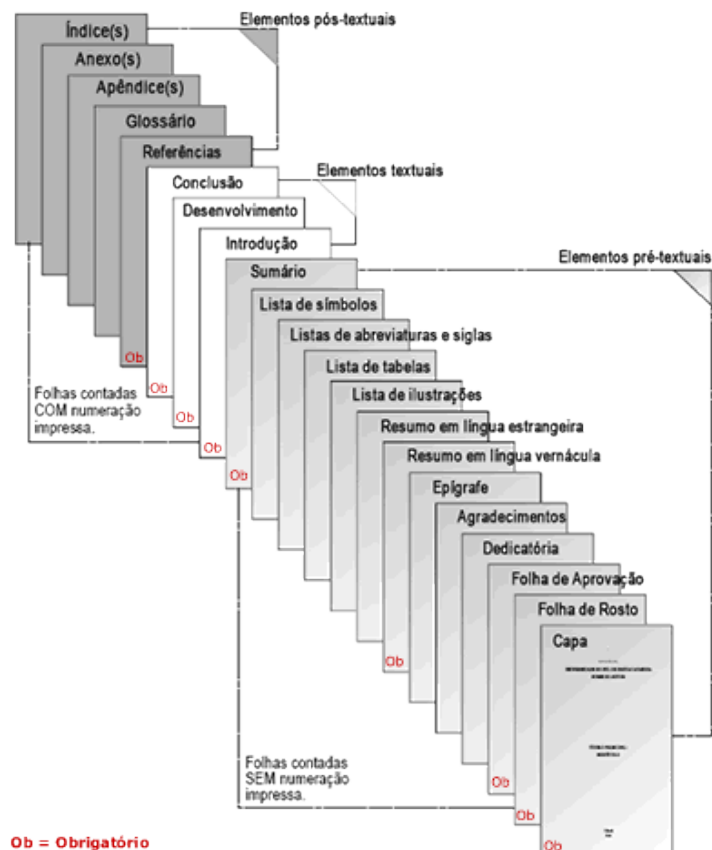 Elementos pós-textuais
Índice(s)
Anexo(s)
Apêndice(s)
Glossário
Referências
Elementos textuais
Conclusão
Desenvolvimento
Introdução
Elementos pré-textuais
Sumário
Lista de símbolos
Listas de abreviaturas e siglas
Lista de tabelas
Ob
Lista de ilustrações
Ob
Folhas contadas
COM numeração
impressa.
Ob
Resumo em língua estrangeira
Ob
Resumo em língua vernácula
Ob
Epígrafe
Agradecimentos
Dedicatória
Folha de Aprovação
Folha de Rosto
Capa
Ob
Folhas contadas
SEM numeração
impressa.
Ob
Ob
Ob
Ob = Obrigatório